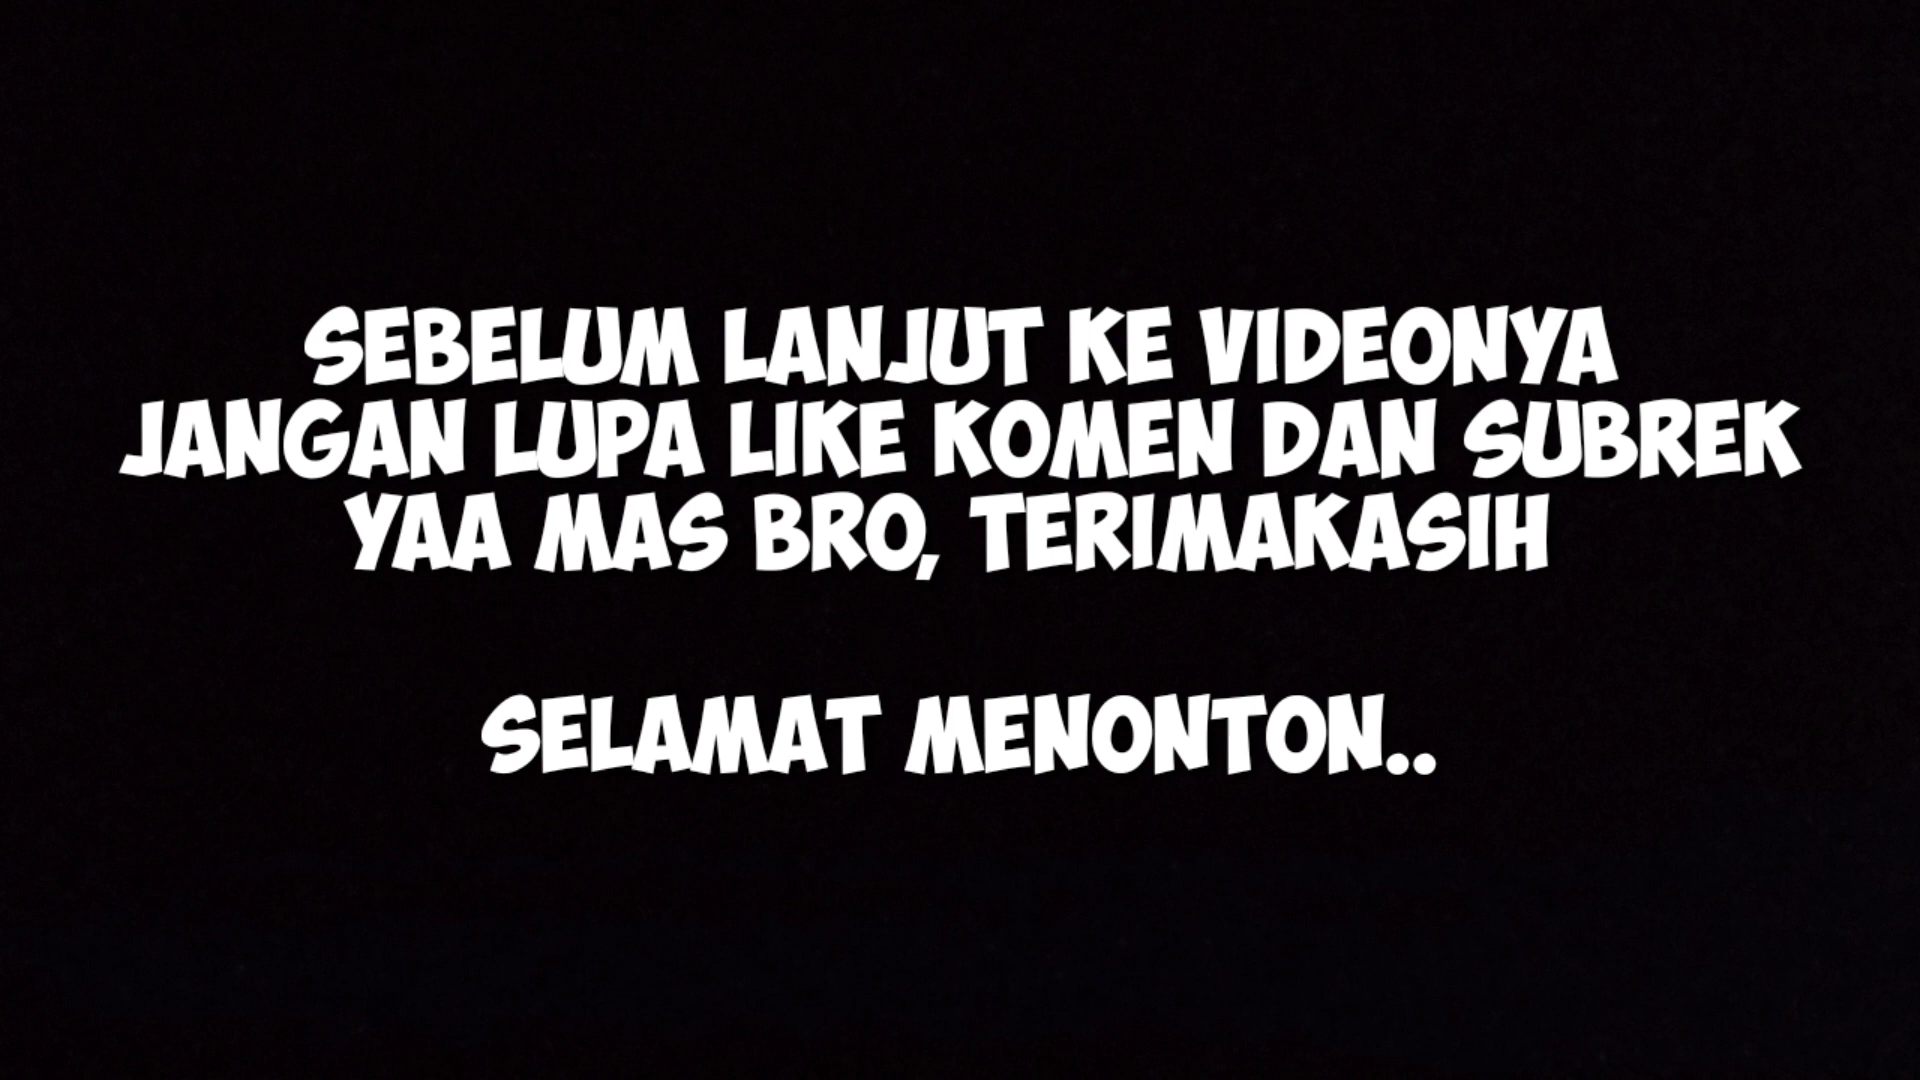 SEBELUM LANJUT KE VIDEONYA
JANGAN LUPA LIKE KOMEN DAN SUBREK
YAA MAS BRO, TERIMAKASIH
SELAMAT MENONTON..